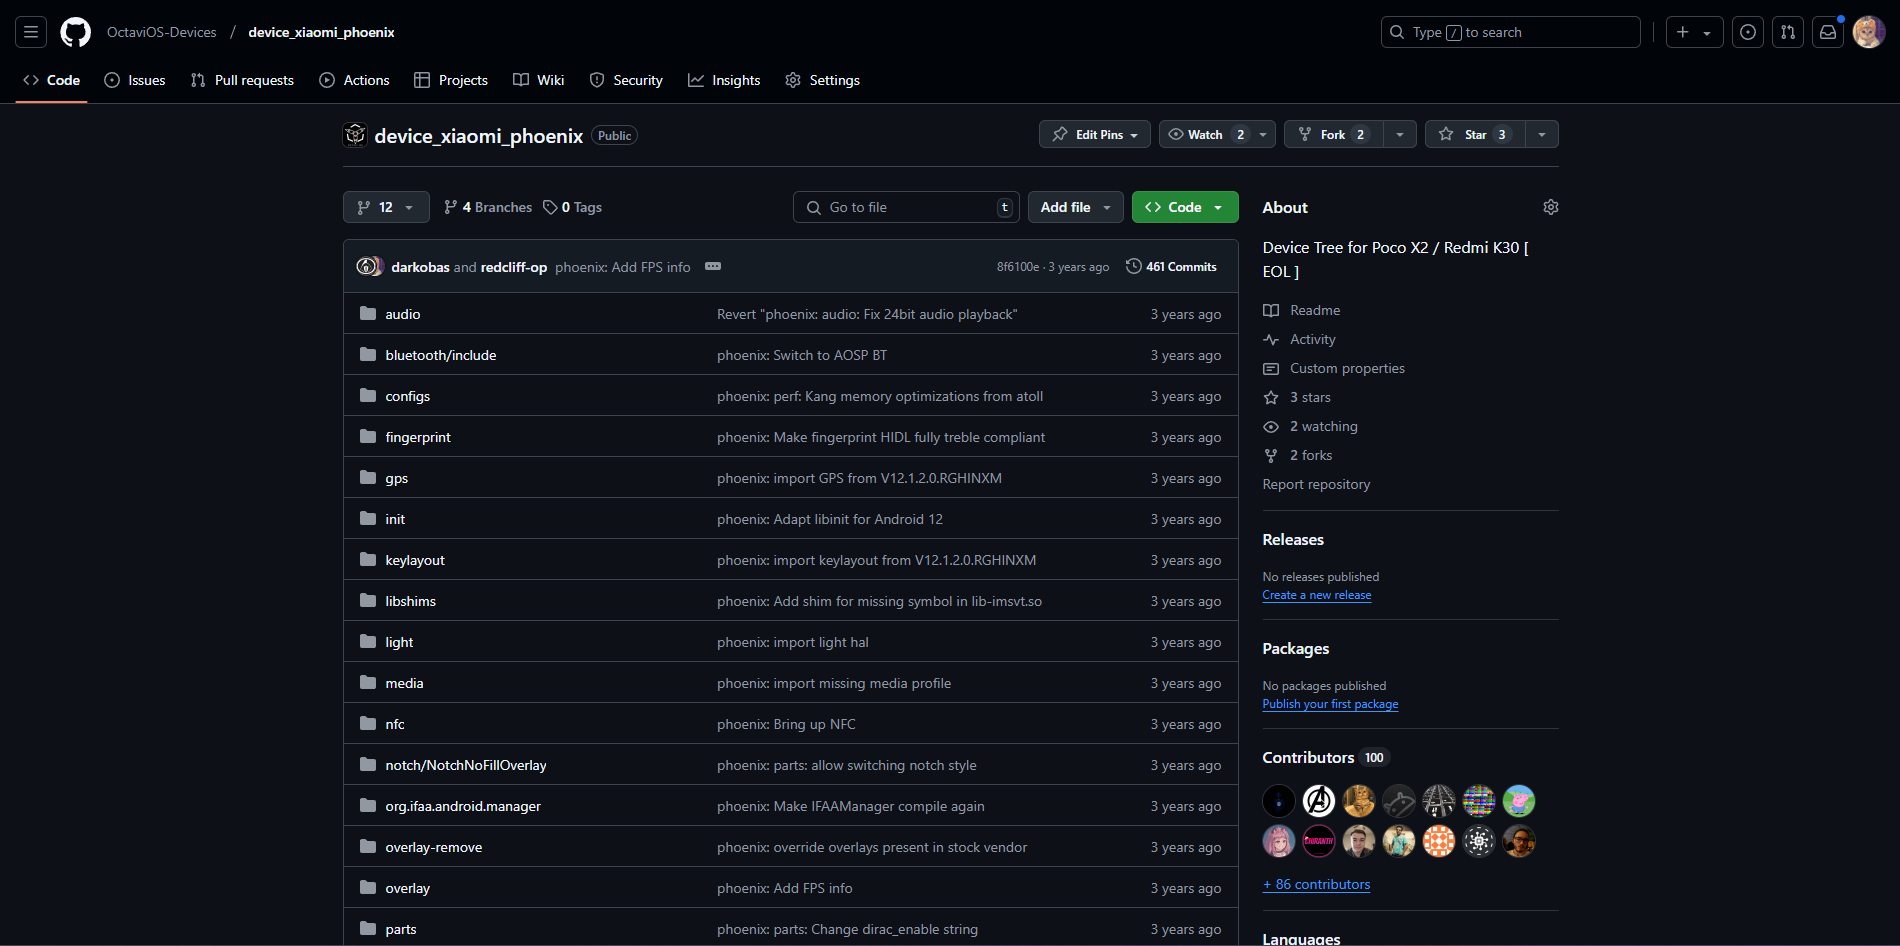 OctaviOS-Devices / device_xiaomi_phoenix
Type / to search
Code Issues Pull requests Actions Projects Wiki Security Insights Settings
device_xiaomi_phoenix Public
Edit Pins Watch 2 Fork 2 Star 3
12 4 Branches 0 Tags
Go to file t Add file Code
darkobas and redcliff-op phoenix: Add FPS info 8f6100e · 3 years ago 461 Commits
audio Revert "phoenix: audio: Fix 24bit audio playback" 3 years ago
bluetooth/include phoenix: Switch to AOSP BT 3 years ago
configs phoenix: perf: Kang memory optimizations from atoll 3 years ago
fingerprint phoenix: Make fingerprint HIDL fully treble compliant 3 years ago
gps phoenix: import GPS from V12.1.2.0.RGHINXM 3 years ago
init phoenix: Adapt libinit for Android 12 3 years ago
keylayout phoenix: import keylayout from V12.1.2.0.RGHINXM 3 years ago
libshims phoenix: Add shim for missing symbol in lib-imsvt.so 3 years ago
light phoenix: import light hal 3 years ago
media phoenix: import missing media profile 3 years ago
nfc phoenix: Bring up NFC 3 years ago
notch/NotchNoFillOverlay phoenix: parts: allow switching notch style 3 years ago
org.ifaa.android.manager phoenix: Make IFAAManager compile again 3 years ago
overlay-remove phoenix: override overlays present in stock vendor 3 years ago
overlay phoenix: Add FPS info 3 years ago
parts phoenix: parts: Change dirac_enable string 3 years ago
About
Device Tree for Poco X2 / Redmi K30 [
EOL ]
Readme
Activity
Custom properties
3 stars
2 watching
2 forks
Report repository
Releases
No releases published
Create a new release
Packages
No packages published
Publish your first package
Contributors 100
CHIRANTH
+ 86 contributors
Languages